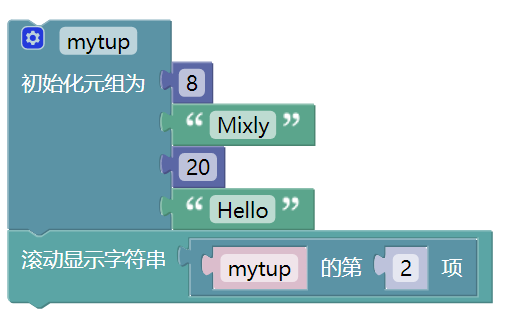 mytup
初始化元组为 8
“ Mixly ”
20
“ Hello ”
滚动显示字符串 mytup 的第 2 项